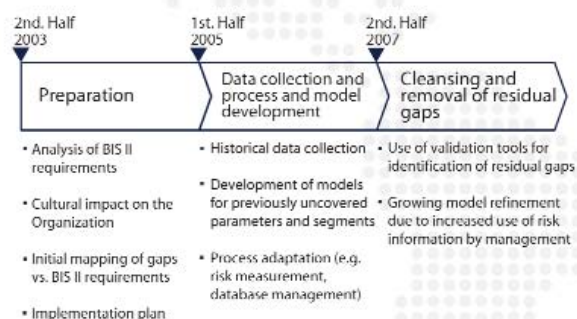 2nd. Half
2003
1st. Half
2005
2nd. Half
2007
Preparation
Data collection and
process and model
development
Cleansing and
removal of residual
gaps
• Analysis of BIS II
requirements
• Cultural impact on the
Organization
• Initial mapping of gaps
vs. BIS II requirements
• Implementation plan
• Historical data collection
• Development of models
for previously uncovered
parameters and segments
• Process adaptation (e.g.
risk measurement,
database management)
• Use of validation tools for
identification of residual gaps
• Growing model refinement
due to increased use of risk
information by management